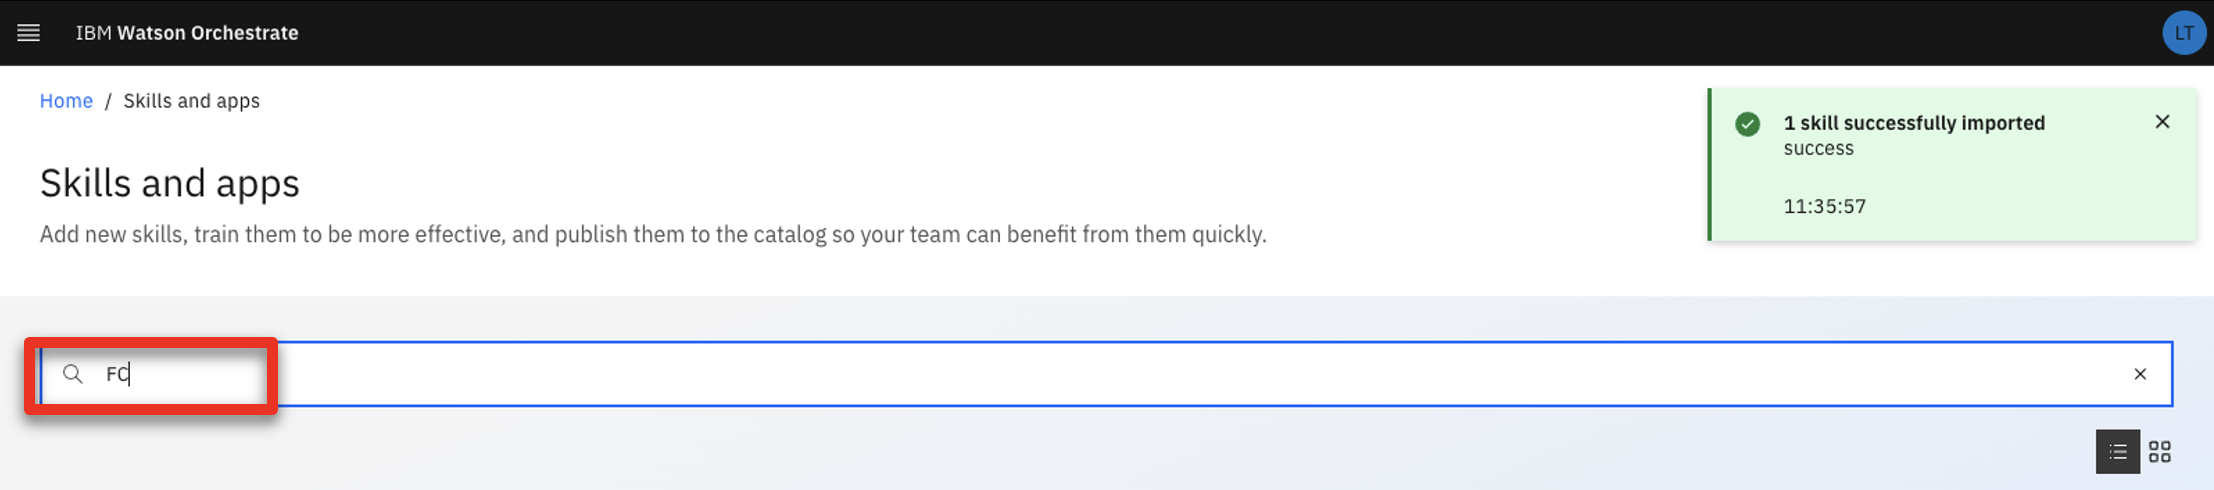 IBM Watson Orchestrate
LT
Home / Skills and apps
1 skill successfully imported
success
11:35:57
Skills and apps
Add new skills, train them to be more effective, and publish them to the catalog so your team can benefit from them quickly.
FC